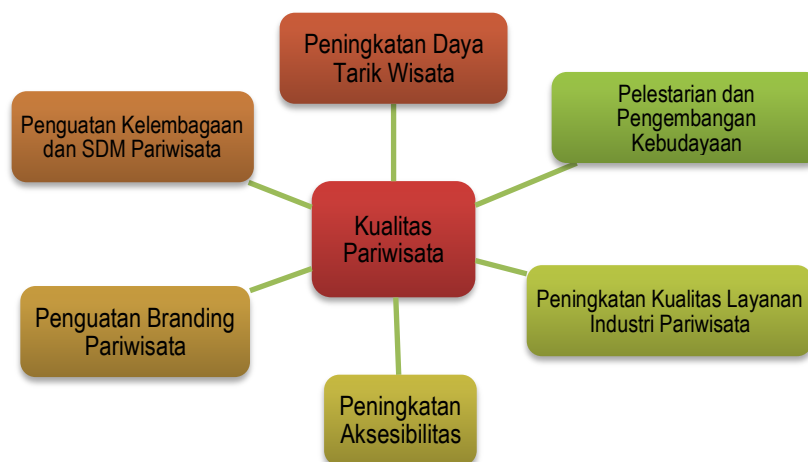 Peningkatan Daya
Tarik Wisata
Pelestarian dan
Pengembangan
Kebudayaan
Penguatan Kelembagaan
dan SDM Pariwisata
Kualitas
Pariwisata
Peningkatan Kualitas Layanan
Industri Pariwisata
Penguatan Branding
Pariwisata
Peningkatan
Aksesibilitas